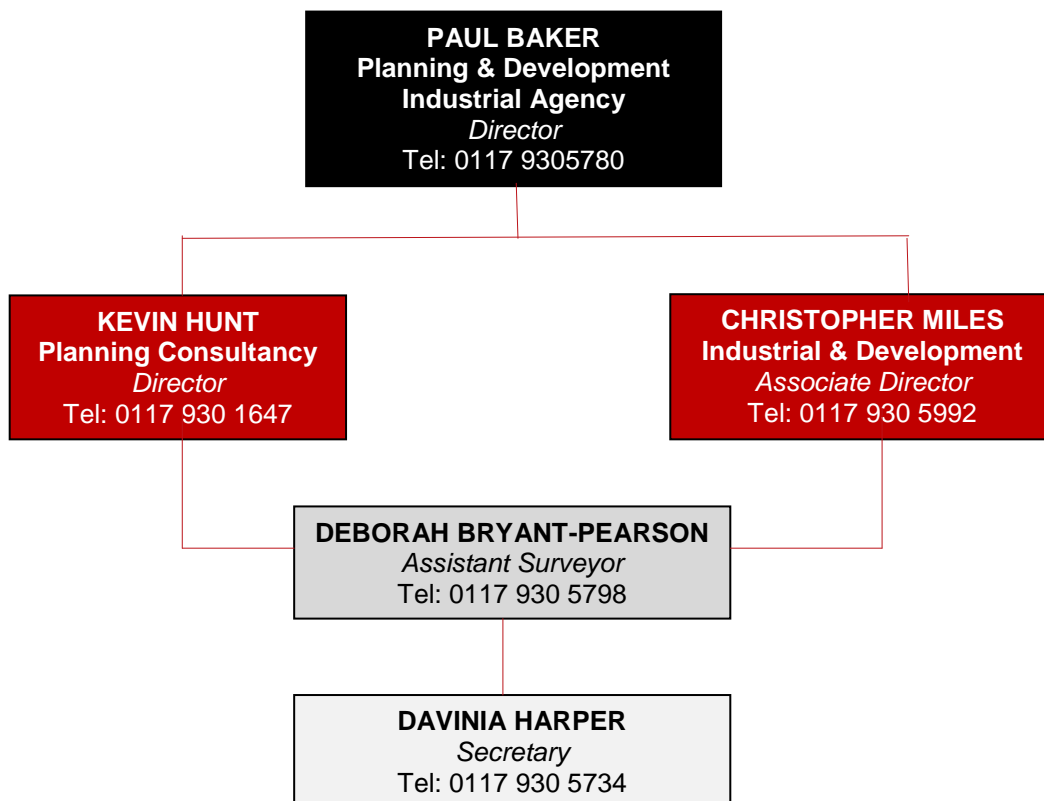 PAUL BAKER
Planning & Development
Industrial Agency
Director
Tel: 0117 9305780
KEVIN HUNT
Planning Consultancy
Director
Tel: 0117 930 1647
CHRISTOPHER MILES
Industrial & Development
Associate Director
Tel: 0117 930 5992
DEBORAH BRYANT-PEARSON
Assistant Surveyor
Tel: 0117 930 5798
DAVINIA HARPER
Secretary
Tel: 0117 930 5734